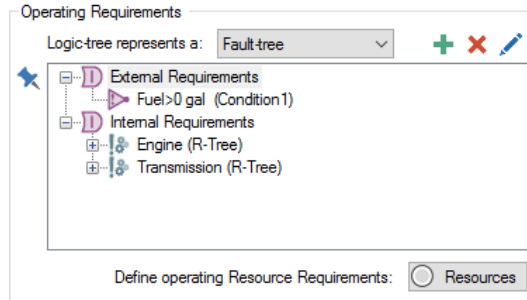 Operating Requirements
Logic-tree represents a: Fault-tree
External Requirements
Fuel>0 gal (Condition1)
Internal Requirements
Engine (R-Tree)
Transmission (R-Tree)
Define operating Resource Requirements: Resources